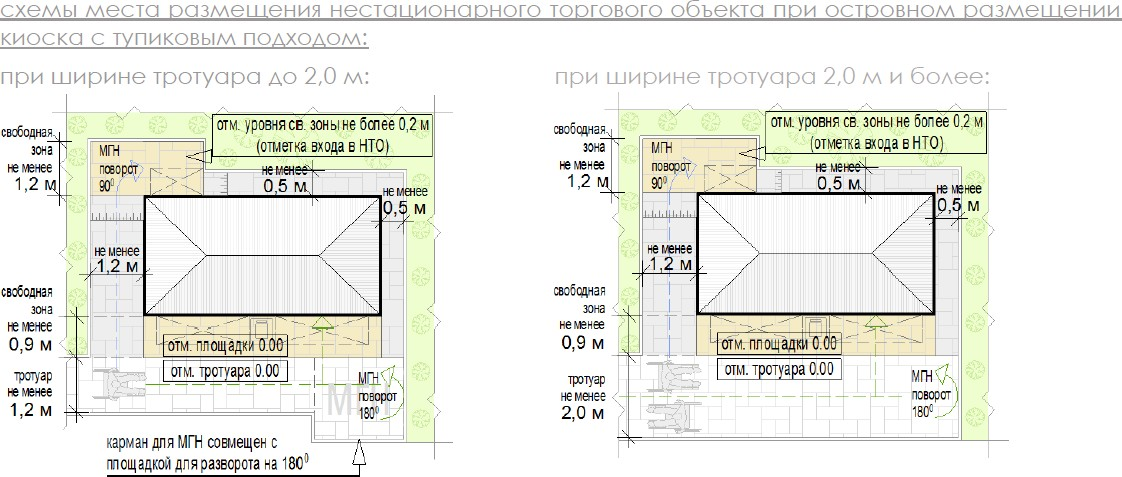 схемы места размещения нестационарного торгового объекта при островном размещении
киоска с тупиковым подходом:
при ширине тротуара до 2,0 м:
свободная
зона
не менее
1,2 м
МГН
поворот
90⁰
отм. уровня св. зоны не более 0,2 м
(отметка входа в НТО)
не менее
0,5 м
не менее
0,5 м
не менее
1,2 м
свободная
зона
не менее
0,9 м
отм. площадки 0.00
отм. тротуара 0.00
тротуар
не менее
1,2 м
МГН
МГН
поворот
180⁰
карман для МГН совмещен с
площадкой для разворота на 180⁰
при ширине тротуара 2,0 м и более:
свободная
зона
не менее
1,2 м
МГН
поворот
90⁰
отм. уровня св. зоны не более 0,2 м
(отметка входа в НТО)
не менее
0,5 м
не менее
0,5 м
не менее
1,2 м
свободная
зона
не менее
0,9 м
отм. площадки 0.00
отм. тротуара 0.00
тротуар
не менее
2,0 м
МГН
поворот
180⁰